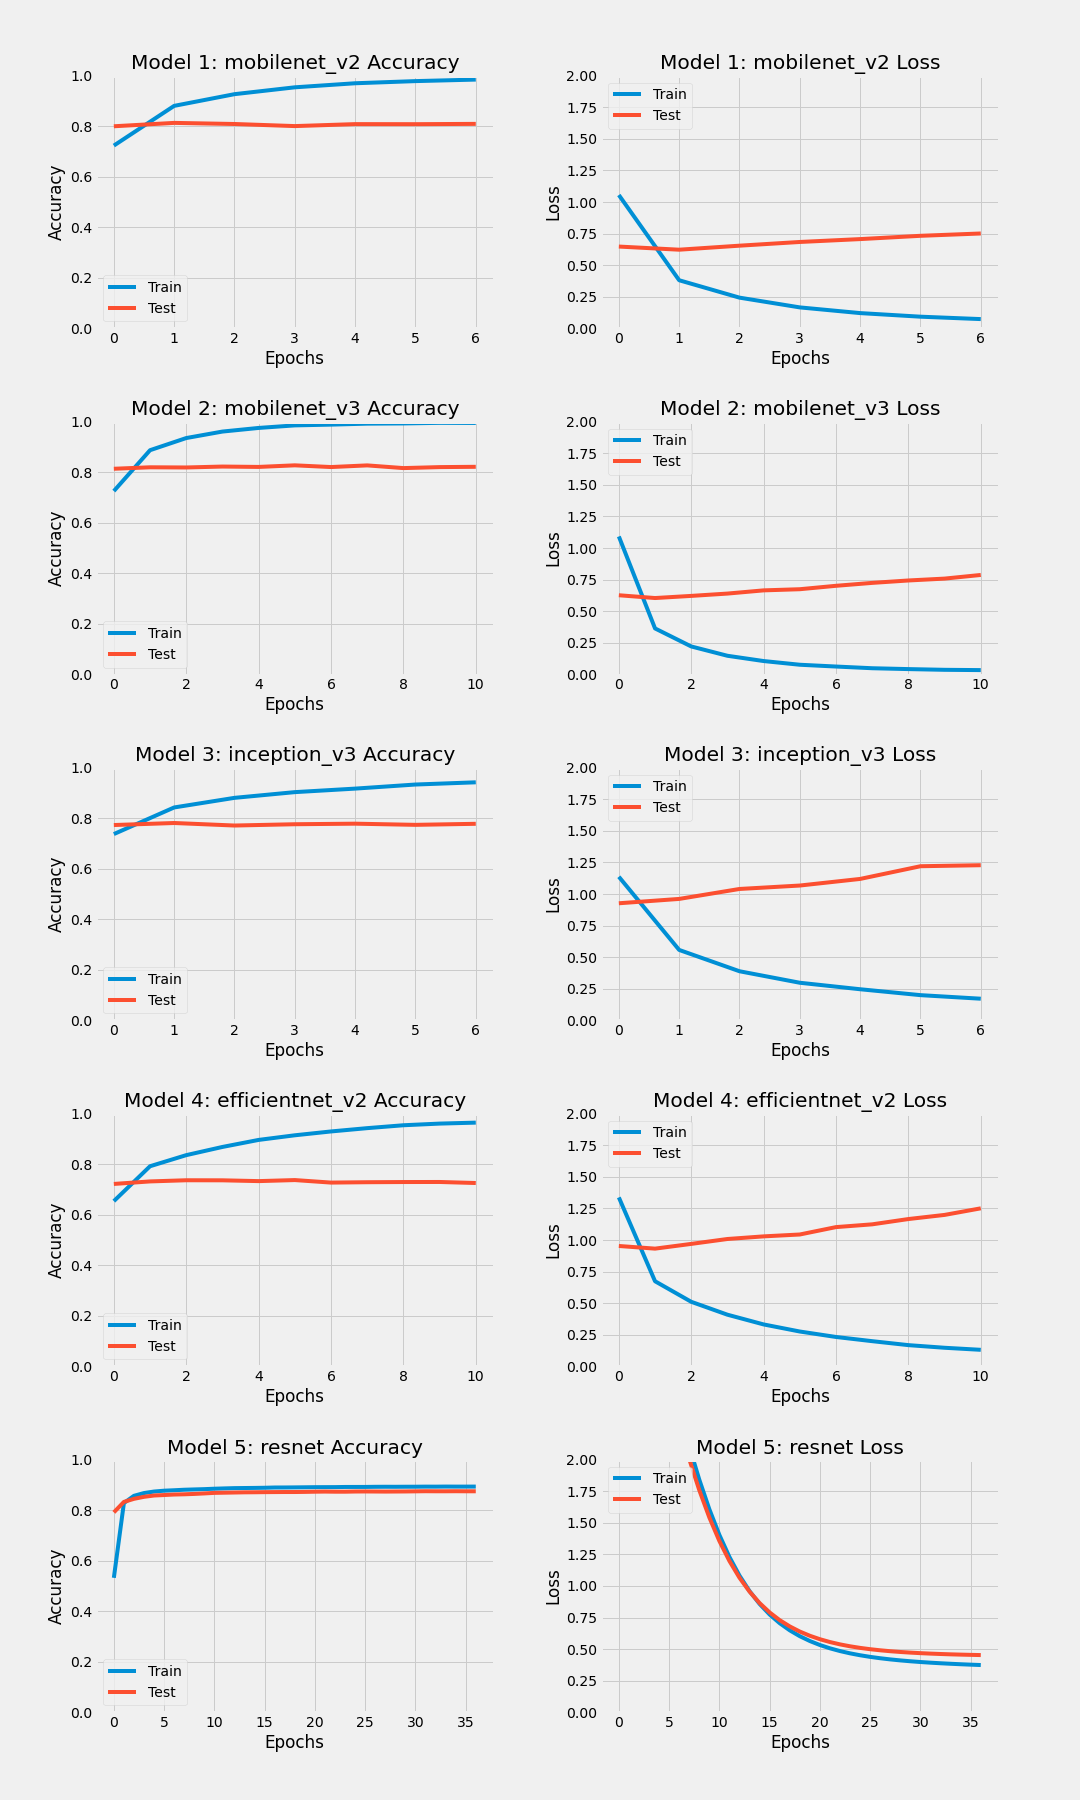 Model 1: mobilenet_v2 Accuracy
1.0
0.8
0.6
0.4
0.2
0.0
Accuracy
Train
Test
0 1 2 3 4 5 6
Epochs
Model 1: mobilenet_v2 Loss
2.00
1.75
1.50
1.25
1.00
0.75
0.50
0.25
0.00
Loss
Train
Test
0 1 2 3 4 5 6
Epochs
Model 2: mobilenet_v3 Accuracy
1.0
0.8
0.6
0.4
0.2
0.0
Accuracy
Train
Test
0 2 4 6 8 10
Epochs
Model 2: mobilenet_v3 Loss
2.00
1.75
1.50
1.25
1.00
0.75
0.50
0.25
0.00
Loss
Train
Test
0 2 4 6 8 10
Epochs
Model 3: inception_v3 Accuracy
1.0
0.8
0.6
0.4
0.2
0.0
Accuracy
Train
Test
0 1 2 3 4 5 6
Epochs
Model 3: inception_v3 Loss
2.00
1.75
1.50
1.25
1.00
0.75
0.50
0.25
0.00
Loss
Train
Test
0 1 2 3 4 5 6
Epochs
Model 4: efficientnet_v2 Accuracy
1.0
0.8
0.6
0.4
0.2
0.0
Accuracy
Train
Test
0 2 4 6 8 10
Epochs
Model 4: efficientnet_v2 Loss
2.00
1.75
1.50
1.25
1.00
0.75
0.50
0.25
0.00
Loss
Train
Test
0 2 4 6 8 10
Epochs
Model 5: resnet Accuracy
1.0
0.8
0.6
0.4
0.2
0.0
Accuracy
Train
Test
0 5 10 15 20 25 30 35
Epochs
Model 5: resnet Loss
2.00
1.75
1.50
1.25
1.00
0.75
0.50
0.25
0.00
Loss
Train
Test
0 5 10 15 20 25 30 35
Epochs